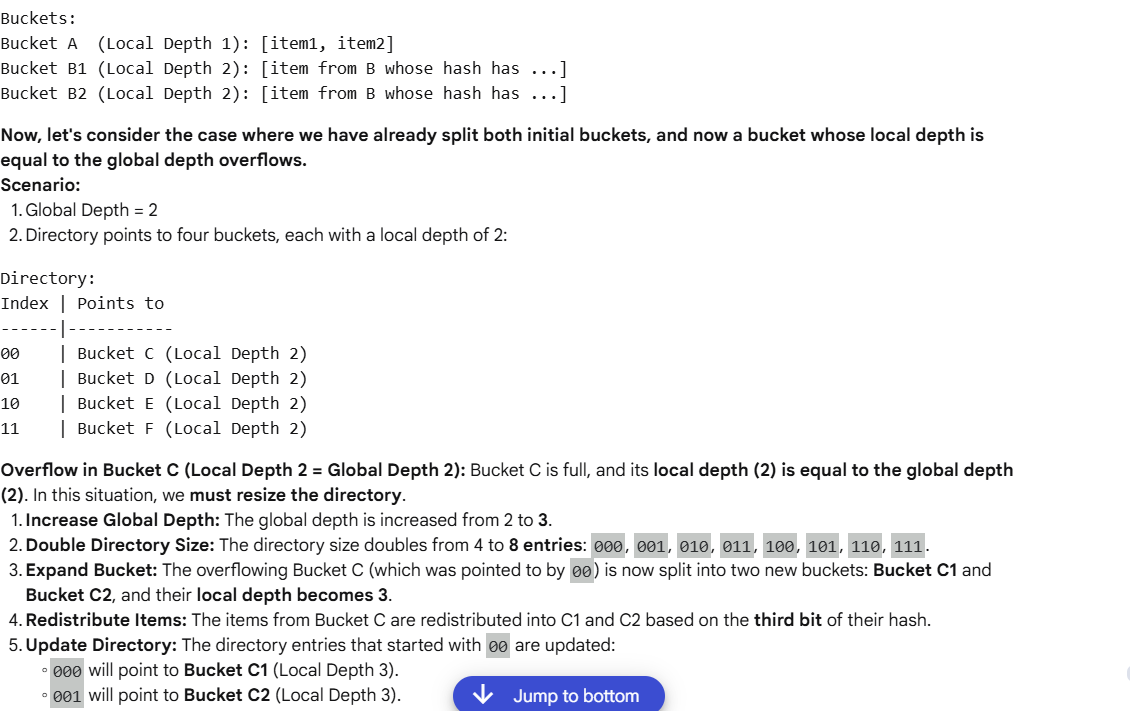 Buckets:
Bucket A  (Local Depth 1): [item1, item2]
Bucket B1 (Local Depth 2): [item from B whose hash has ...]
Bucket B2 (Local Depth 2): [item from B whose hash has ...]
Now, let's consider the case where we have already split both initial buckets, and now a bucket whose local depth is
equal to the global depth overflows.
Scenario:
1. Global Depth = 2
2. Directory points to four buckets, each with a local depth of 2:
Directory:
Index | Points to
------|-----------
00    | Bucket C (Local Depth 2)
01    | Bucket D (Local Depth 2)
10    | Bucket E (Local Depth 2)
11    | Bucket F (Local Depth 2)
Overflow in Bucket C (Local Depth 2 = Global Depth 2): Bucket C is full, and its local depth (2) is equal to the global depth
(2). In this situation, we must resize the directory.
1. Increase Global Depth: The global depth is increased from 2 to 3.
2. Double Directory Size: The directory size doubles from 4 to 8 entries: 000, 001, 010, 011, 100, 101, 110, 111.
3. Expand Bucket: The overflowing Bucket C (which was pointed to by 00) is now split into two new buckets: Bucket C1 and
Bucket C2, and their local depth becomes 3.
4. Redistribute Items: The items from Bucket C are redistributed into C1 and C2 based on the third bit of their hash.
5. Update Directory: The directory entries that started with 00 are updated:
◦ 000 will point to Bucket C1 (Local Depth 3).
◦ 001 will point to Bucket C2 (Local Depth 3).
Jump to bottom